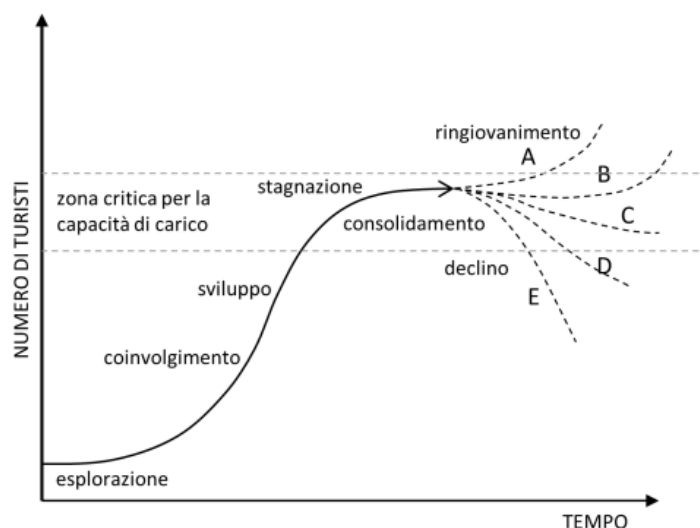 ringiovanimento
A
B
zona critica per la
capacità di carico
stagnazione
consolidamento
C
declino
D
E
sviluppo
coinvolgimento
esplorazione
NUMERO DI TURISTI
TEMPO